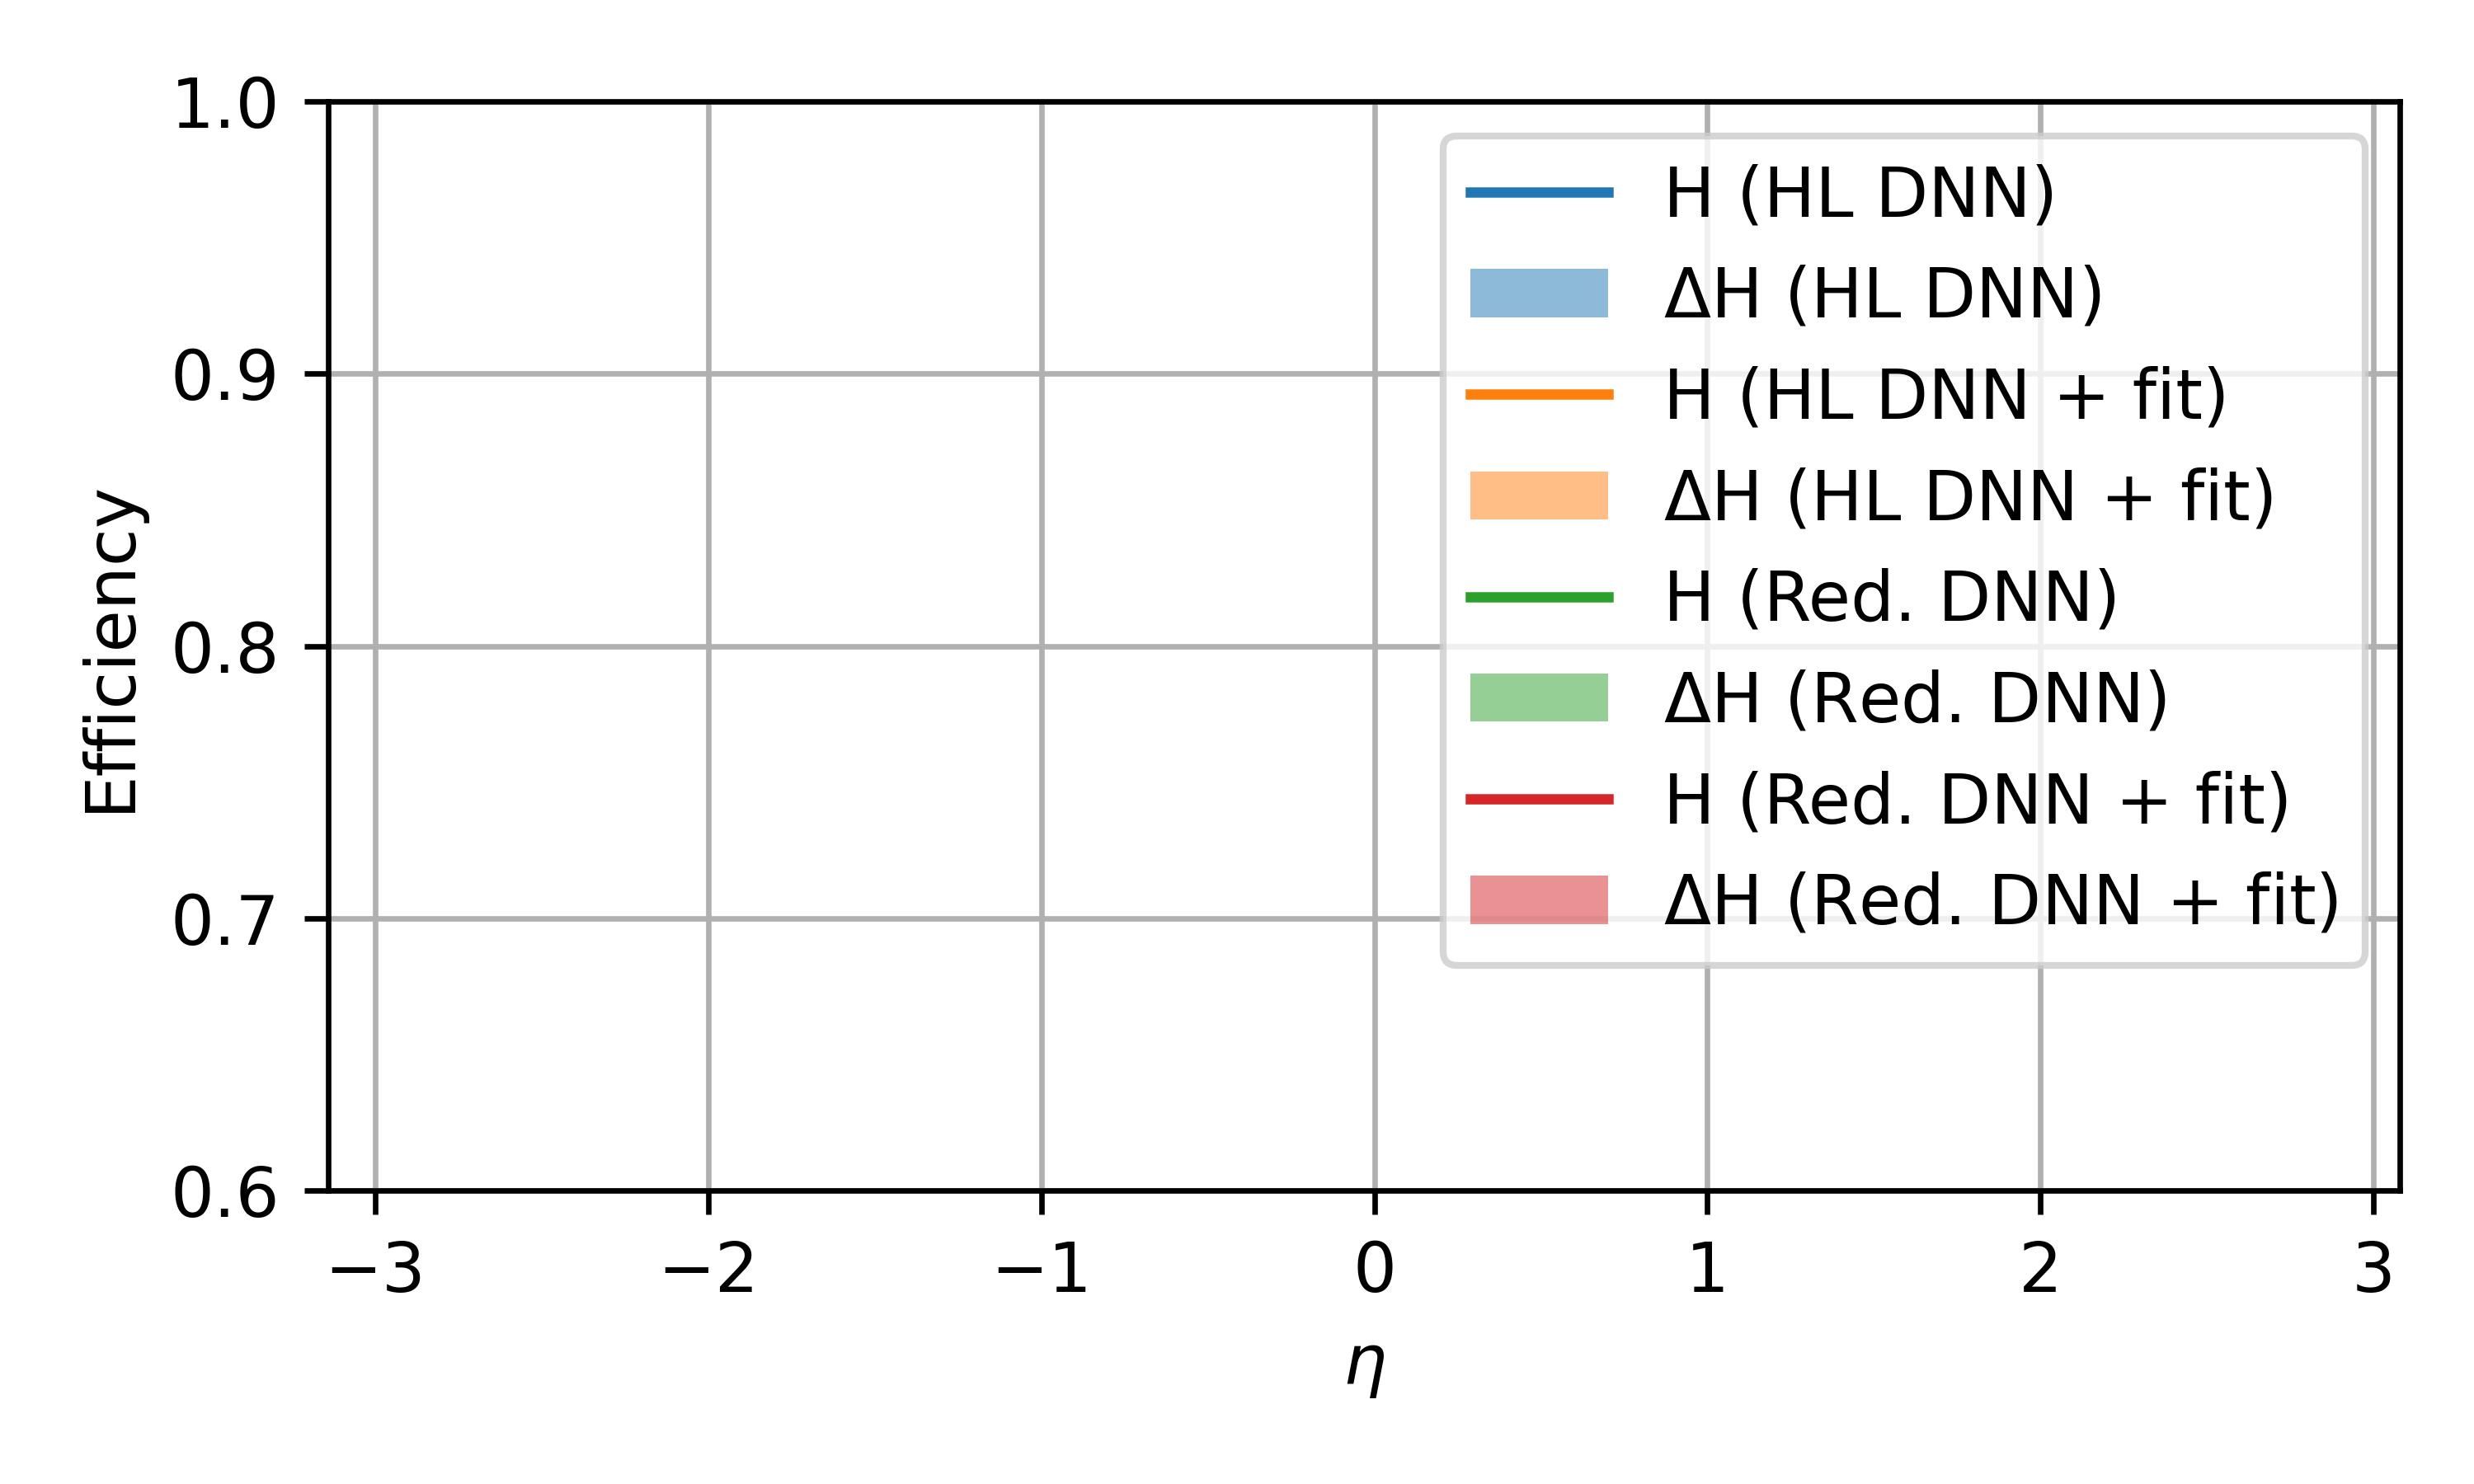 1.0
0.9
0.8
0.7
0.6
Efficiency
−3 −2 −1 0 1 2 3
η
H (HL DNN)
ΔH (HL DNN)
H (HL DNN + fit)
ΔH (HL DNN + fit)
H (Red. DNN)
ΔH (Red. DNN)
H (Red. DNN + fit)
ΔH (Red. DNN + fit)